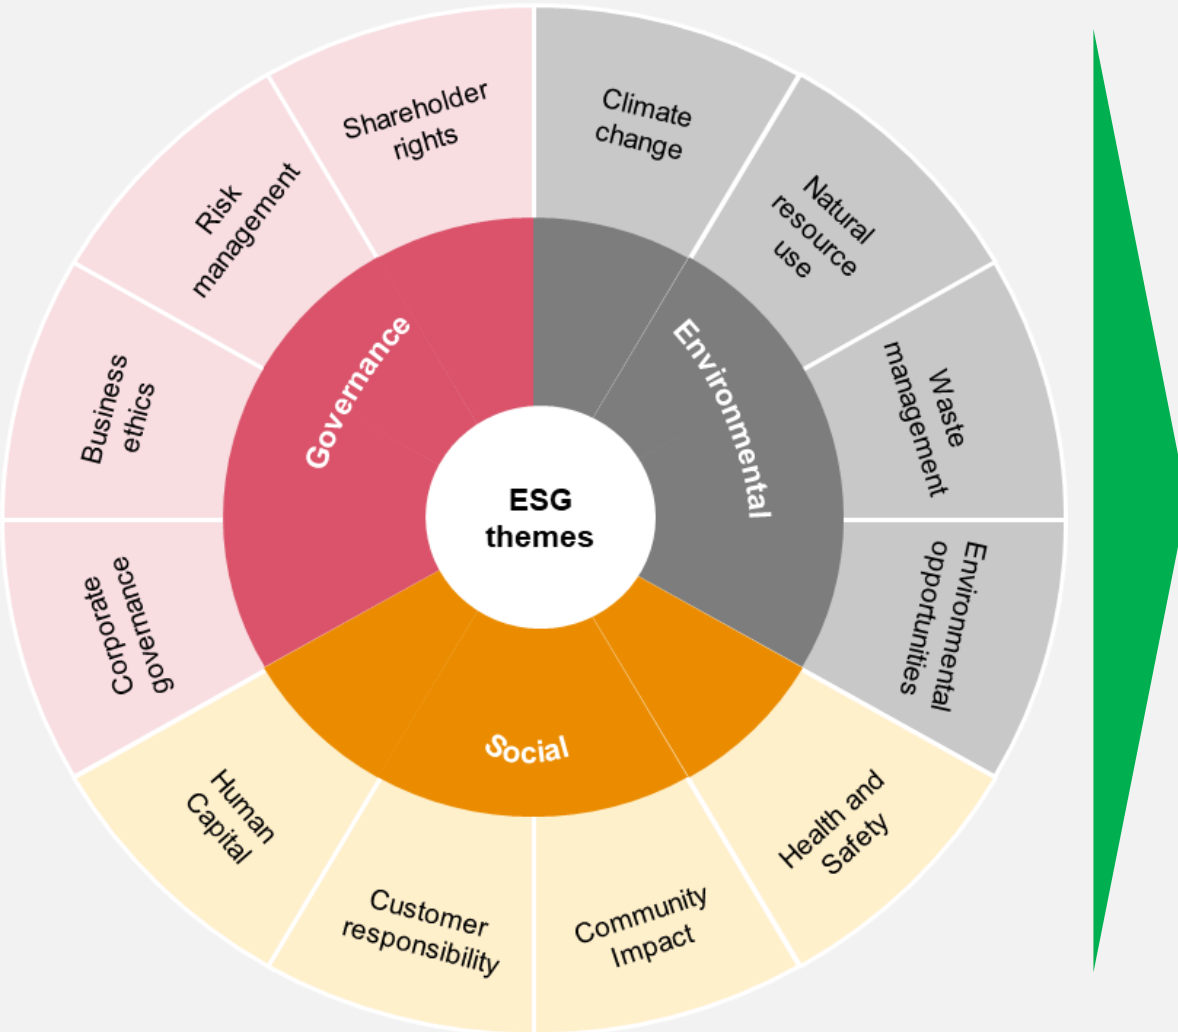 ESG
themes
Environmental
Climate
change
Natural
resource
use
Waste
management
Environmental
opportunities
Social
Health and
Safety
Community
Impact
Customer
responsibility
Human
Capital
Governance
Corporate
governance
Business
ethics
Risk
management
Shareholder
rights